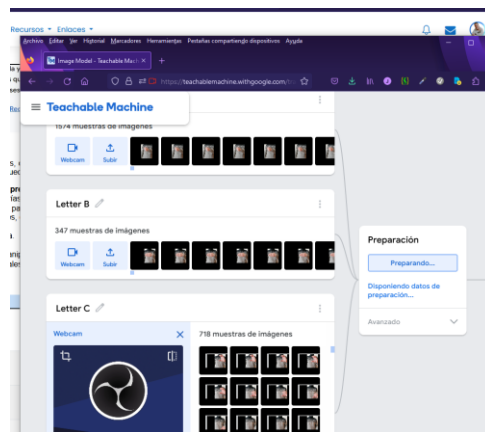 Recursos Enlaces
Archivo Editar Ver Historial Marcadores Herramientas Pestañas compartiendo dispositivos Ayuda
Image Model - Teachable Mach
https://teachablemachine.withgoogle.com/
Teachable Machine
1574 muestras de imágenes
Webcam Subir
Letter B
347 muestras de imágenes
Webcam Subir
Letter C
Webcam
718 muestras de imágenes
Preparación
Preparando...
Disponiendo datos de
preparación...
Avanzado